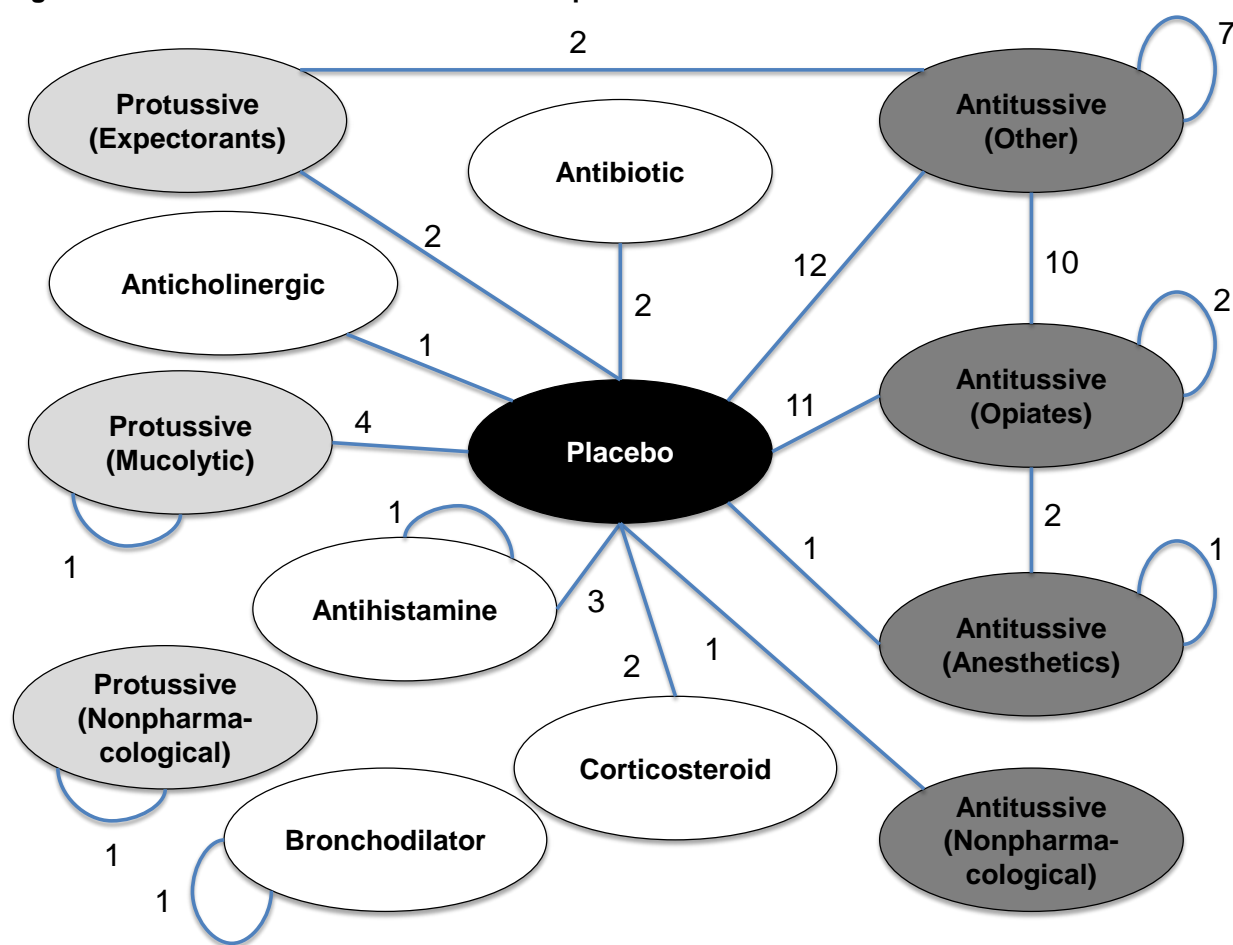 2
7
Protussive
(Expectorants)
Antitussive
(Other)
Antibiotic
2
12
10
Anticholinergic
2
2
1
Antitussive
(Opiates)
11
Protussive
(Mucolytic)
4
Placebo
1
1
2
1
1
Antihistamine
3
Antitussive
(Anesthetics)
2
1
Protussive
(Nonpharma-
cological)
Corticosteroid
Antitussive
(Nonpharma-
cological)
Bronchodilator
1
1